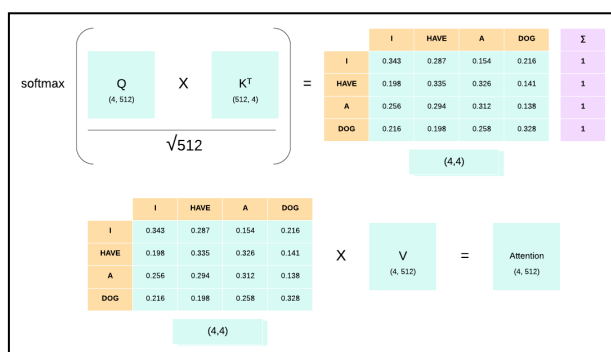 I HAVE A DOG Σ
softmax Q X Kᵀ = I 0.343 0.287 0.154 0.216 1
(4, 512) (512, 4) HAVE 0.198 0.335 0.326 0.141 1
A 0.256 0.294 0.312 0.138 1
√512 DOG 0.216 0.198 0.258 0.328 1
(4,4)
I HAVE A DOG
I 0.343 0.287 0.154 0.216
HAVE 0.198 0.335 0.326 0.141 X V = Attention
A 0.256 0.294 0.312 0.138 (4, 512) (4, 512)
DOG 0.216 0.198 0.258 0.328
(4,4)